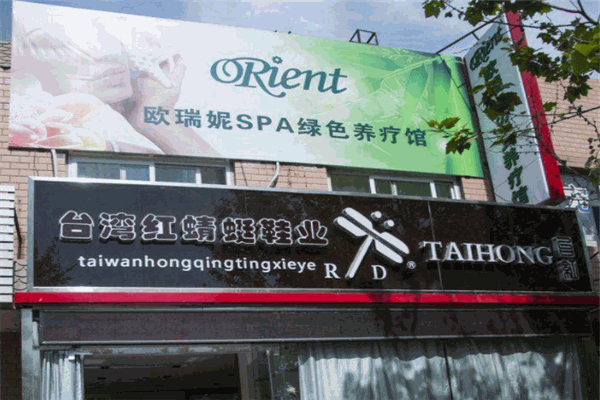 ORient
欧瑞妮SPA绿色养疗馆
台湾红蜻蜓鞋业
taiwanhongqingtingxieye
R D ®
TAIHONG